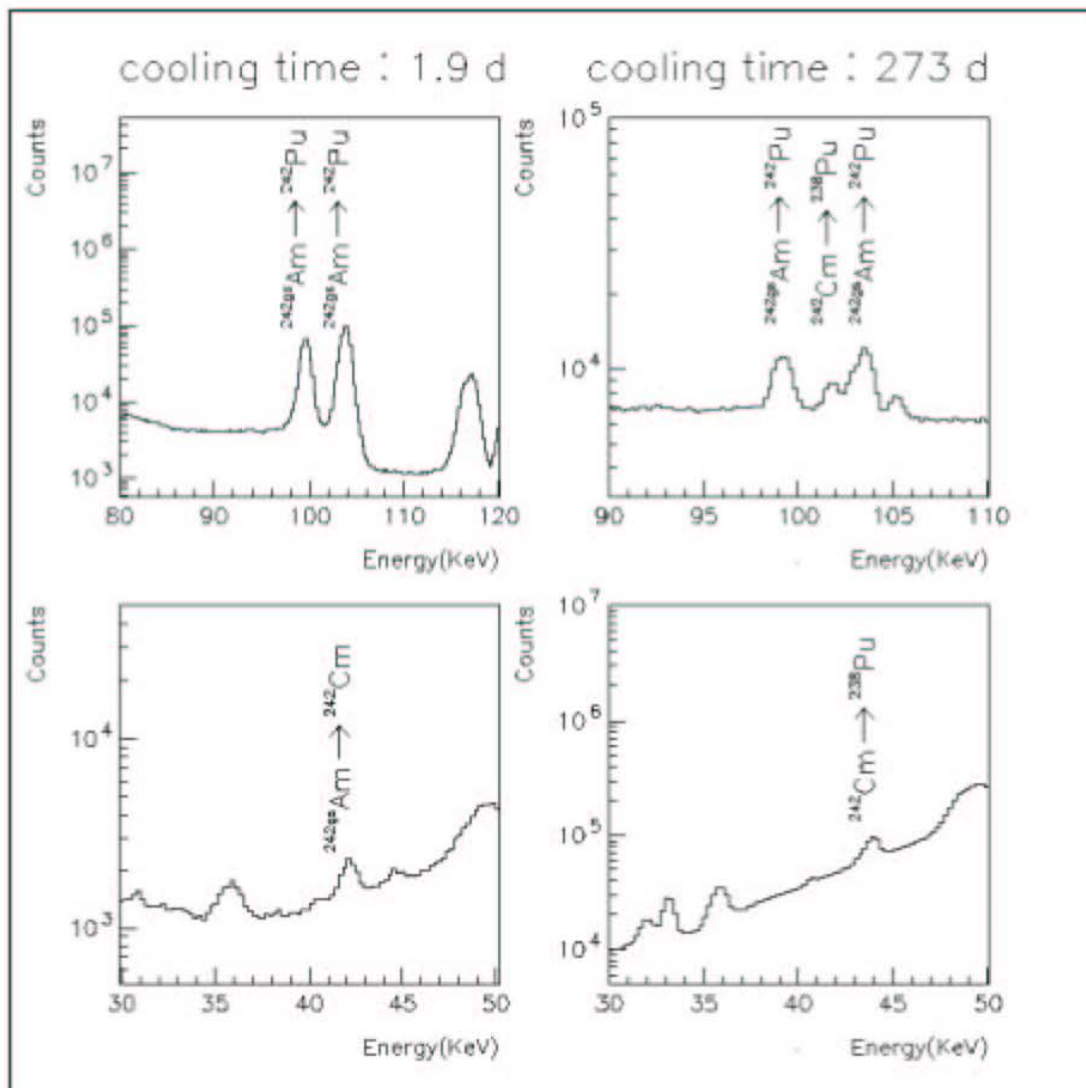 cooling time : 1.9 d
cooling time : 273 d
Counts
10⁷
10⁶
10⁵
10⁴
10³
²⁴²ᵍˢAm → ²⁴²Pu
²⁴²ᵍˢAm → ²⁴²Pu
80 90 100 110 120
Energy(KeV)
Counts
10⁵
10⁴
²⁴²ᵍˢAm → ²⁴²Pu
²⁴²Cm → ²³⁸Pu
²⁴²ᵍˢAm → ²⁴²Pu
90 95 100 105 110
Energy(KeV)
Counts
10⁴
10³
²⁴²ᵍˢAm → ²⁴²Cm
30 35 40 45 50
Energy(KeV)
Counts
10⁷
10⁶
10⁵
10⁴
²⁴²Cm → ²³⁸Pu
30 35 40 45 50
Energy(KeV)